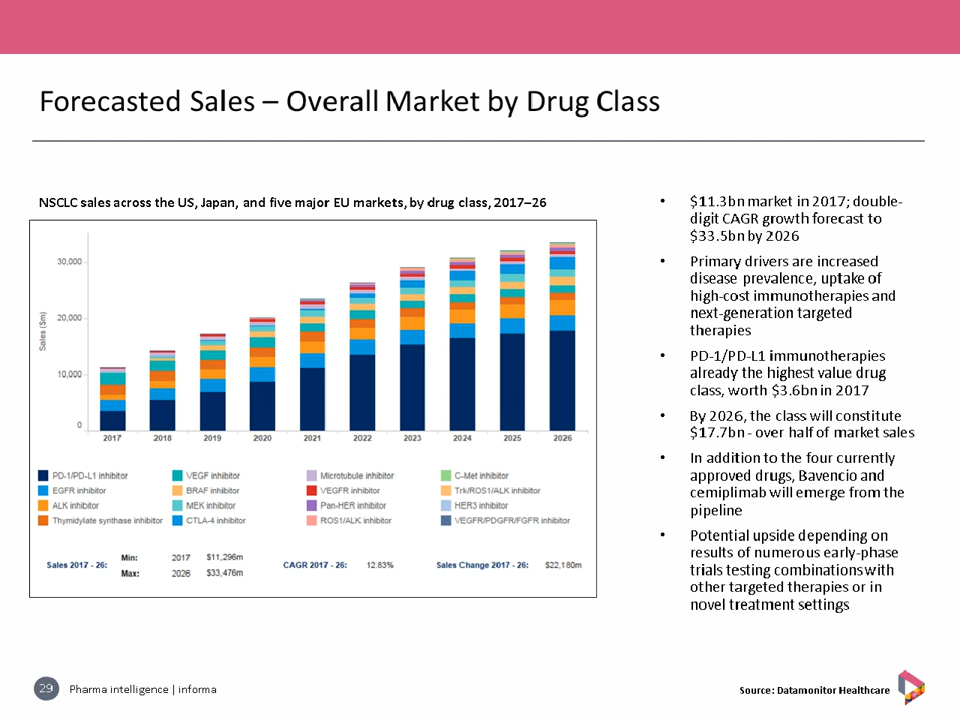 Forecasted Sales – Overall Market by Drug Class
NSCLC sales across the US, Japan, and five major EU markets, by drug class, 2017–26
Sales ($m)
30,000
20,000
10,000
0
2017 2018 2019 2020 2021 2022 2023 2024 2025 2026
PD-1/PD-L1 inhibitor VEGF inhibitor Microtubule inhibitor C-Met inhibitor
EGFR inhibitor BRAF inhibitor VEGFR inhibitor Trk/ROS1/ALK inhibitor
ALK inhibitor MEK inhibitor Pan-HER inhibitor HER3 inhibitor
Thymidylate synthase inhibitor CTLA-4 inhibitor ROS1/ALK inhibitor VEGFR/PDGFR/FGFR inhibitor
Sales 2017 - 26: Min: 2017 $11,296m
Max: 2026 $33,476m
CAGR 2017 - 26: 12.83%
Sales Change 2017 - 26: $22,180m
• $11.3bn market in 2017; double-
digit CAGR growth forecast to
$33.5bn by 2026
• Primary drivers are increased
disease prevalence, uptake of
high-cost immunotherapies and
next-generation targeted
therapies
• PD-1/PD-L1 immunotherapies
already the highest value drug
class, worth $3.6bn in 2017
• By 2026, the class will constitute
$17.7bn - over half of market sales
• In addition to the four currently
approved drugs, Bavencio and
cemiplimab will emerge from the
pipeline
• Potential upside depending on
results of numerous early-phase
trials testing combinations with
other targeted therapies or in
novel treatment settings
29 Pharma intelligence | informa
Source: Datamonitor Healthcare